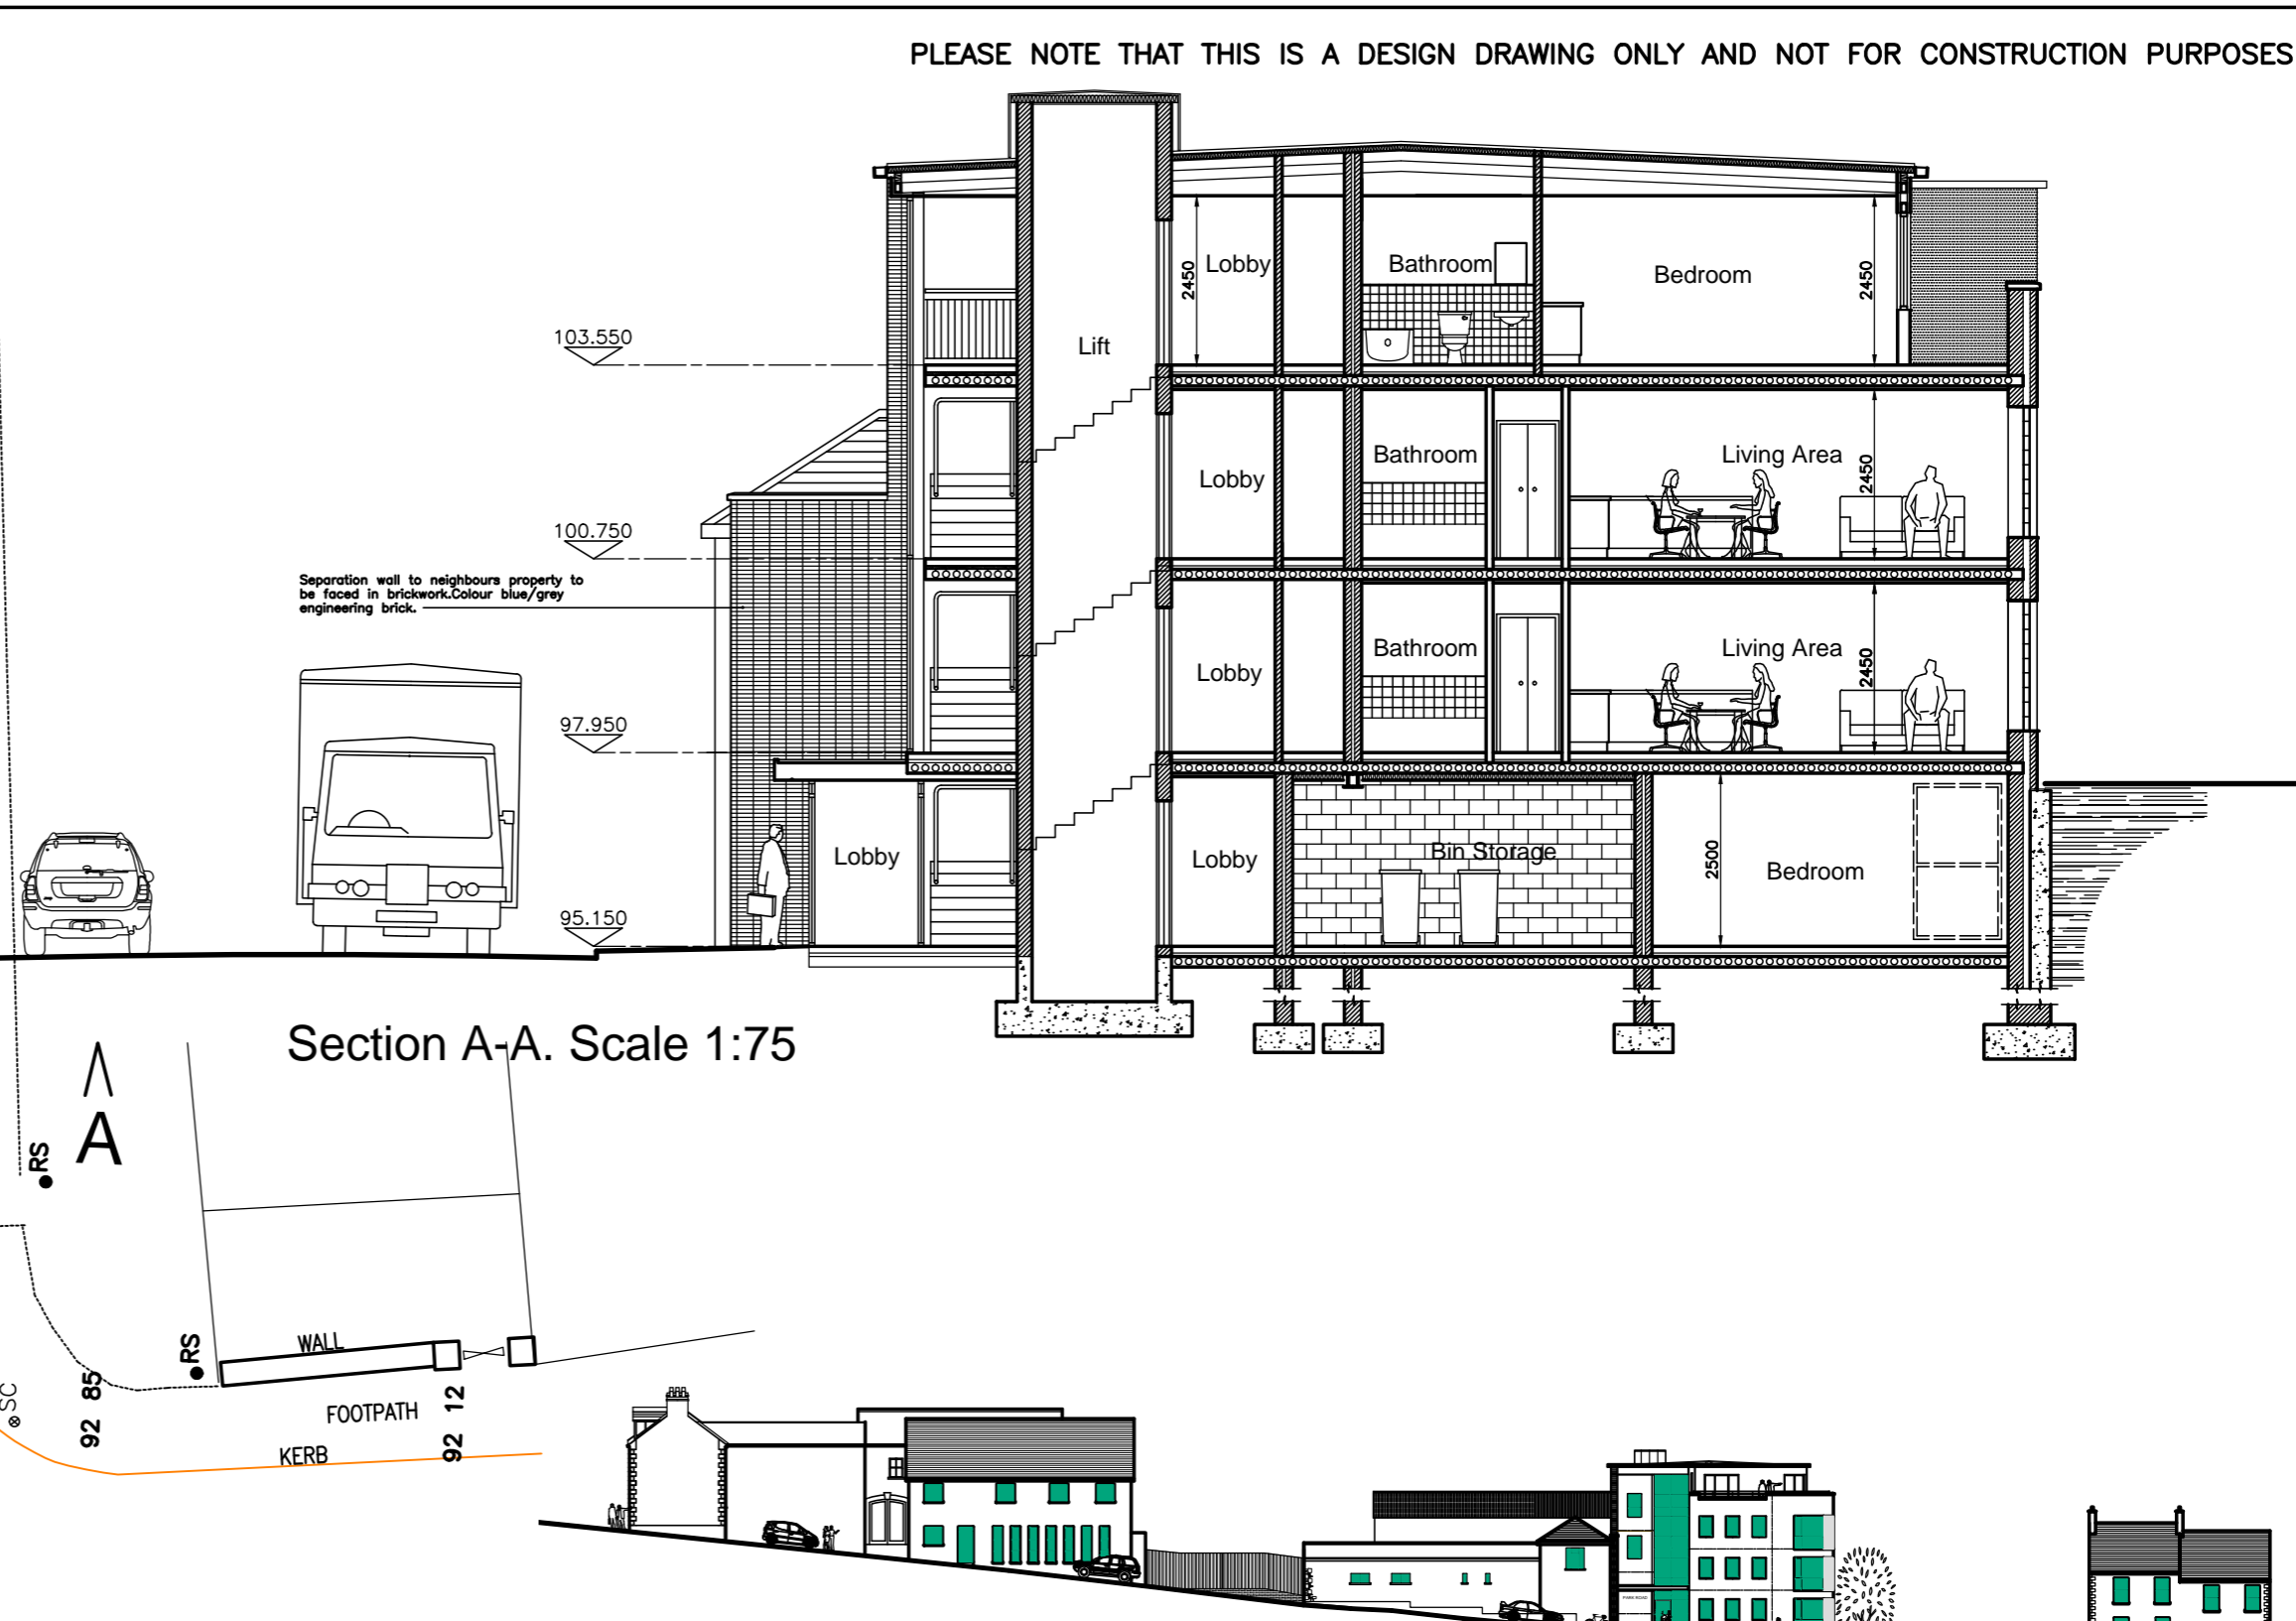 PLEASE NOTE THAT THIS IS A DESIGN DRAWING ONLY AND NOT FOR CONSTRUCTION PURPOSES
2450
Lobby
Bathroom
Bedroom
2450
103.550
Lift
Lobby
Bathroom
Living Area
2450
100.750
Separation wall to neighbours property to
be faced in brickwork.Colour blue/grey
engineering brick.
Lobby
Bathroom
Living Area
2450
97.950
Lobby
Lobby
Bin Storage
2500
Bedroom
95.150
Section A-A. Scale 1:75
A
RS
RS
WALL
SC
92 85
FOOTPATH
92 12
KERB
PARK ROAD